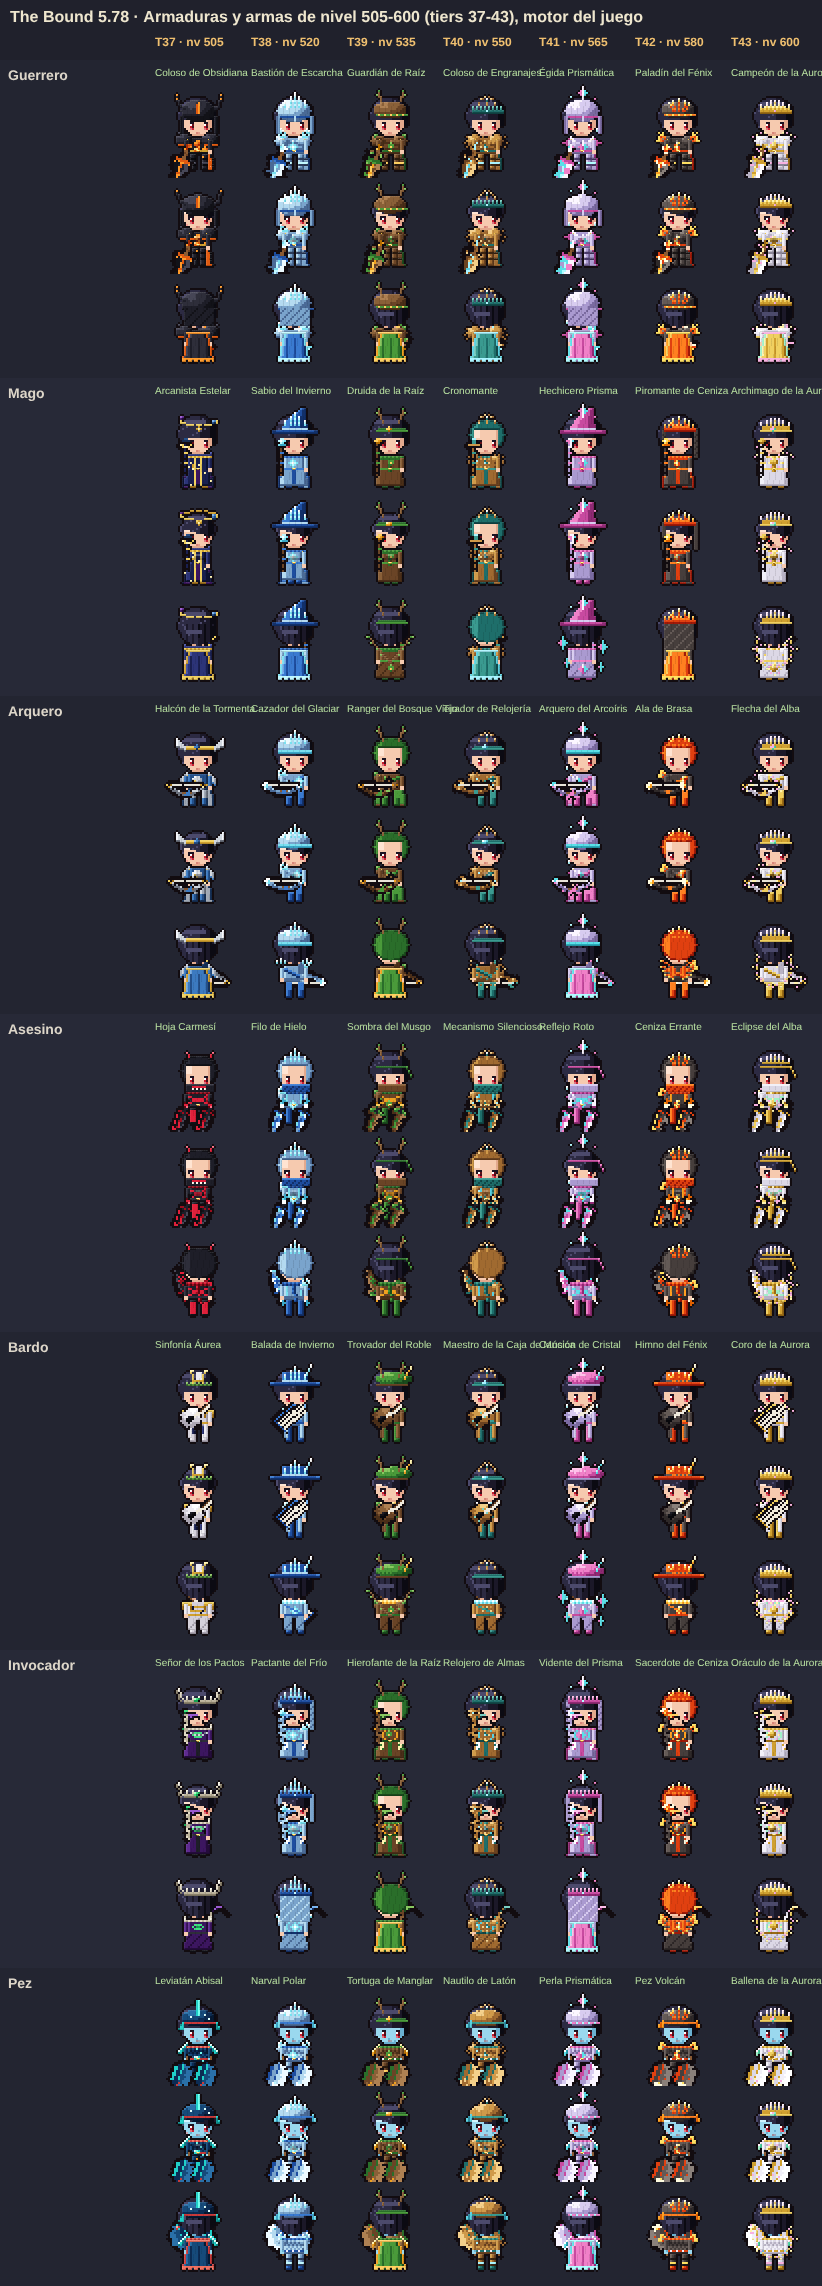 The Bound 5.78 · Armaduras y armas de nivel 505-600 (tiers 37-43), motor del juego
T37 · nv 505 T38 · nv 520 T39 · nv 535 T40 · nv 550 T41 · nv 565 T42 · nv 580 T43 · nv 600
Guerrero Coloso de Obsidiana Bastión de Escarcha Guardián de Raíz Coloso de Engranajes Égida Prismática Paladín del Fénix Campeón de la Auro
Mago Arcanista Estelar Sabio del Invierno Druida de la Raíz Cronomante Hechicero Prisma Piromante de Ceniza Archimago de la Aur
Arquero Halcón de la Tormenta Cazador del Glaciar Ranger del Bosque Viejo Tirador de Relojería Arquero del Arcoíris Ala de Brasa Flecha del Alba
Asesino Hoja Carmesí Filo de Hielo Sombra del Musgo Mecanismo Silencioso Reflejo Roto Ceniza Errante Eclipse del Alba
Bardo Sinfonía Áurea Balada de Invierno Trovador del Roble Maestro de la Caja de Música de Cristal Himno del Fénix Coro de la Aurora
Invocador Señor de los Pactos Pactante del Frío Hierofante de la Raíz Relojero de Almas Vidente del Prisma Sacerdote de Ceniza Oráculo de la Aurora
Pez Leviatán Abisal Narval Polar Tortuga de Manglar Nautilo de Latón Perla Prismática Pez Volcán Ballena de la Aurora